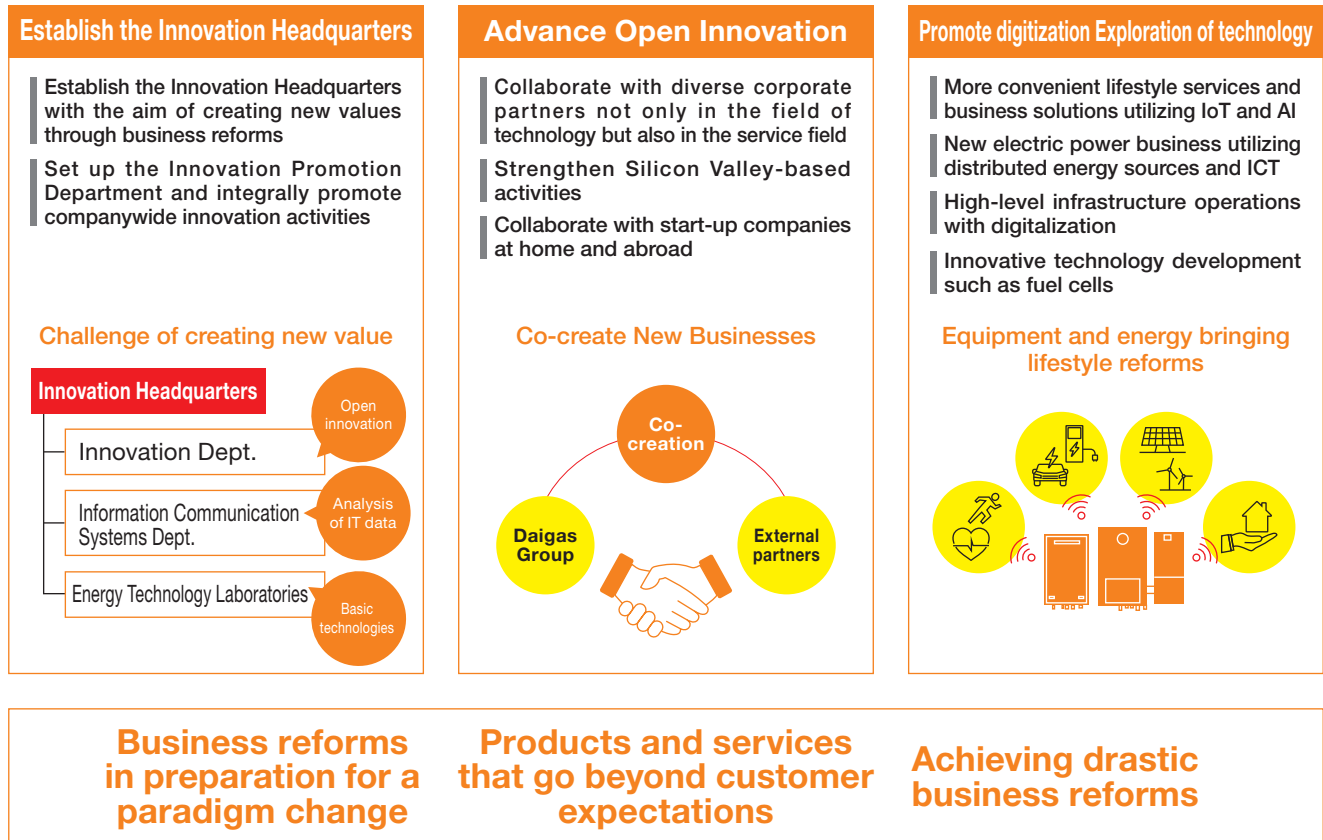 Establish the Innovation Headquarters
Establish the Innovation Headquarters
with the aim of creating new values
through business reforms
Set up the Innovation Promotion
Department and integrally promote
companywide innovation activities
Challenge of creating new value
Innovation Headquarters
Open
innovation
Innovation Dept.
Information Communication
Systems Dept.
Analysis
of IT data
Energy Technology Laboratories
Basic
technologies
Advance Open Innovation
Collaborate with diverse corporate
partners not only in the field of
technology but also in the service field
Strengthen Silicon Valley-based
activities
Collaborate with start-up companies
at home and abroad
Co-create New Businesses
Co-
creation
Daigas
Group
External
partners
Promote digitization Exploration of technology
More convenient lifestyle services and
business solutions utilizing IoT and AI
New electric power business utilizing
distributed energy sources and ICT
High-level infrastructure operations
with digitalization
Innovative technology development
such as fuel cells
Equipment and energy bringing
lifestyle reforms
Business reforms
in preparation for a
paradigm change
Products and services
that go beyond customer
expectations
Achieving drastic
business reforms